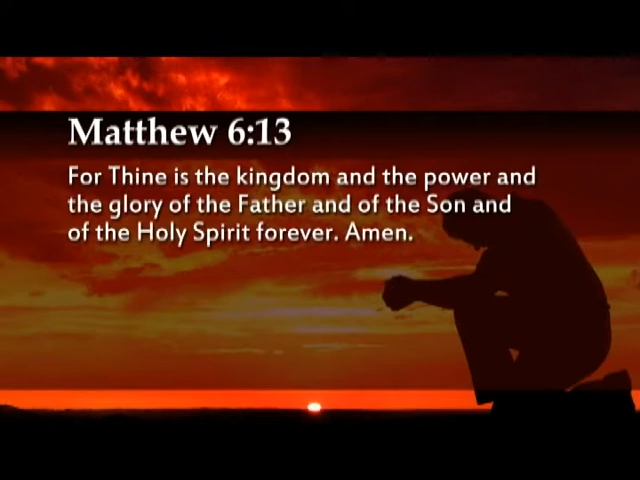 Matthew 6:13
For Thine is the kingdom and the power and
the glory of the Father and of the Son and
of the Holy Spirit forever. Amen.